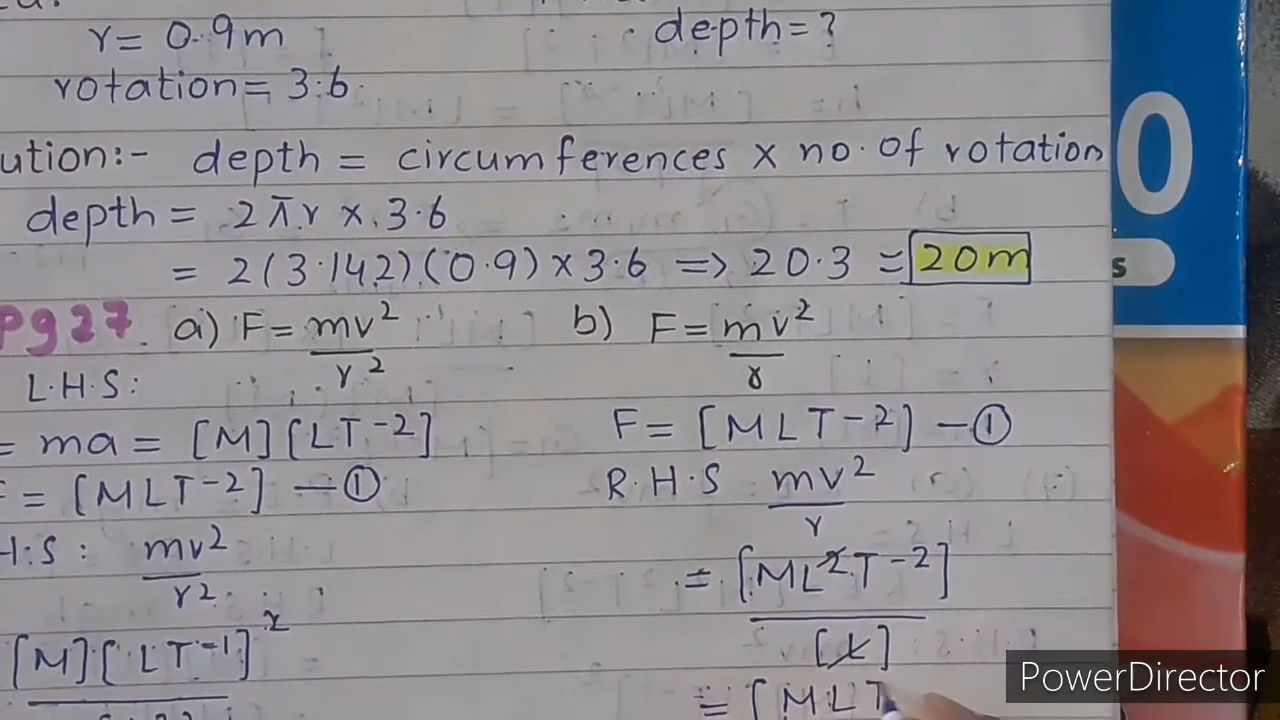 r = 0.9m depth = ?
rotation = 3.6
ution:- depth = circumferences x no. of rotation
depth = 2πr x 3.6
= 2(3.142)(0.9) x 3.6 => 20.3 = 20m
Pg27. a) F = mv²/r² b) F = mv²/r
L.H.S:
= ma = [M][LT-2] F = [MLT-2] —①
= [MLT-2] —① R.H.S mv²/r
H.S: mv²/r²
= [ML²T-2]/[L]
[M][LT-1]²
= [MLT
0
s
PowerDirector